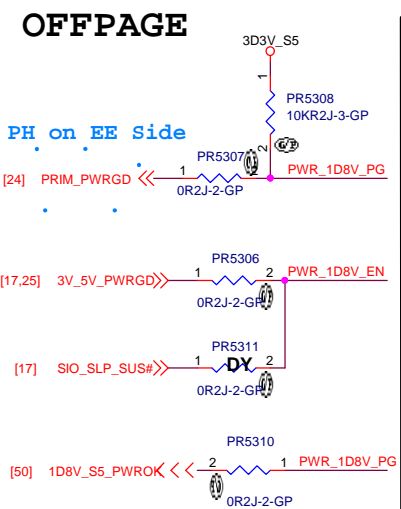 OFFPAGE
3D3V_S5
1
PR5308
10KR2J-3-GP
2
PH on EE Side
PR5307
[24] PRIM_PWRGD 1 2 PWR_1D8V_PG
0R2J-2-GP
PR5306
[17,25] 3V_5V_PWRGD 1 2 PWR_1D8V_EN
0R2J-2-GP
PR5311
[17] SIO_SLP_SUS# 1 DY 2
0R2J-2-GP
PR5310
[50] 1D8V_S5_PWROK 2 1 PWR_1D8V_PG
0R2J-2-GP